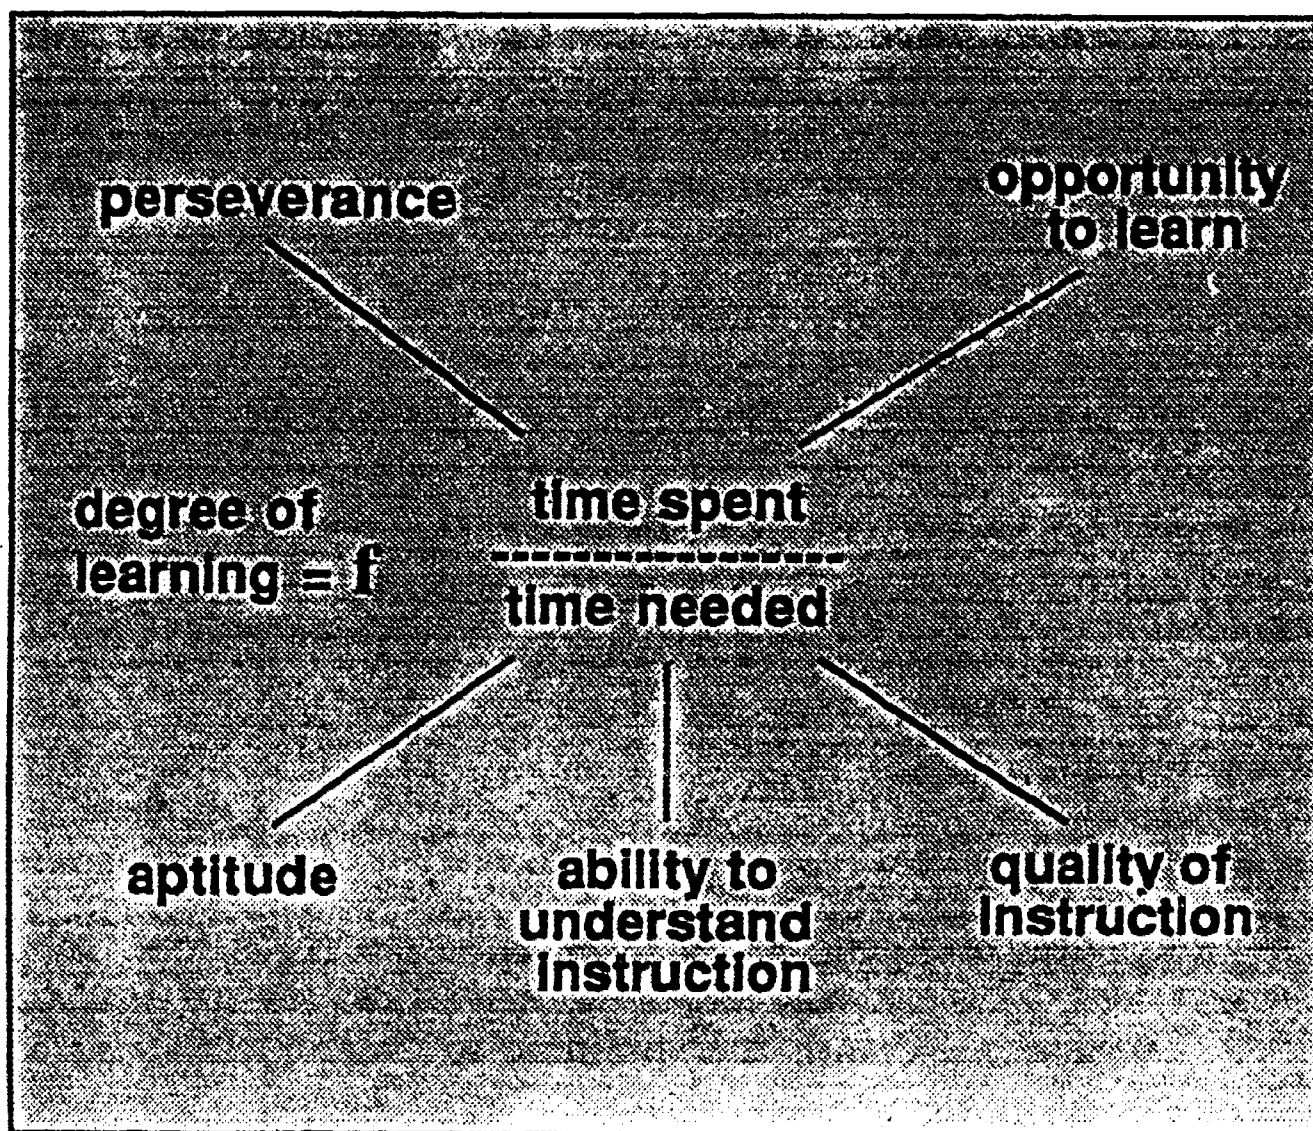 perseverance
opportunity
to learn
degree of
learning = f
time spent
----------------
time needed
aptitude
ability to
understand
instruction
quality of
instruction